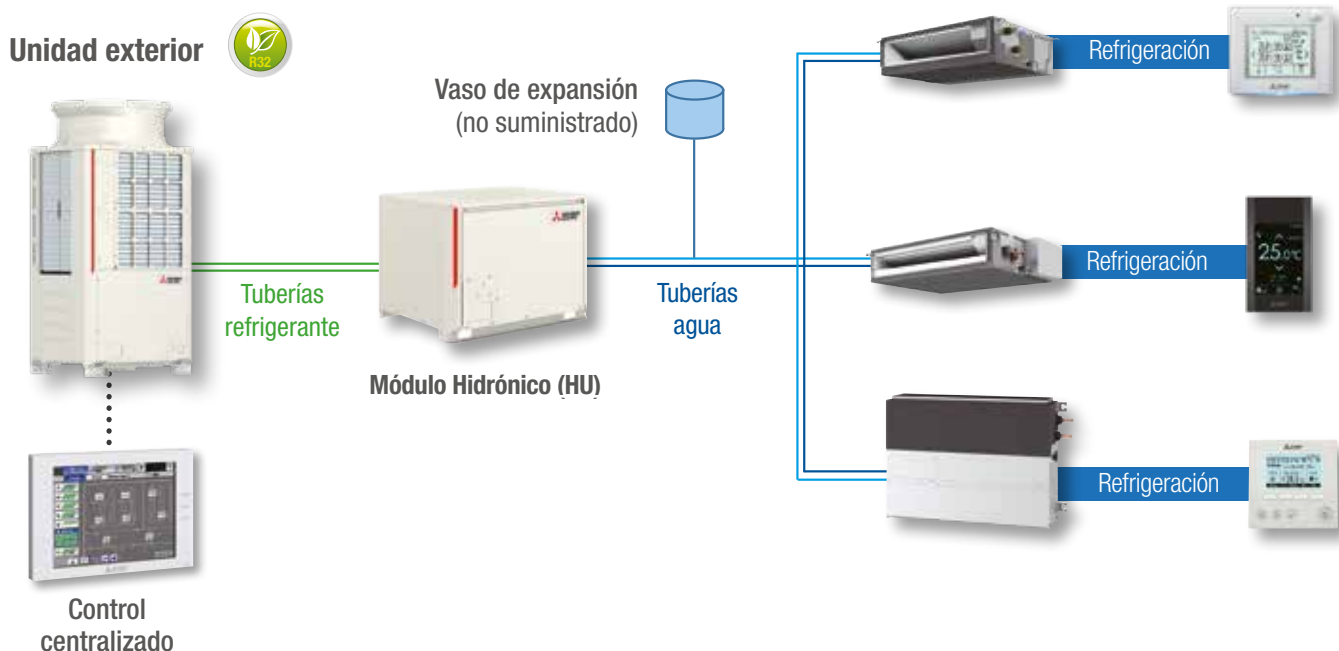 Unidad exterior
R32
Vaso de expansión
(no suministrado)
Refrigeración
Tuberías
refrigerante
Módulo Hidrónico (HU)
Tuberías
agua
Refrigeración
25.0°C
Refrigeración
Control
centralizado